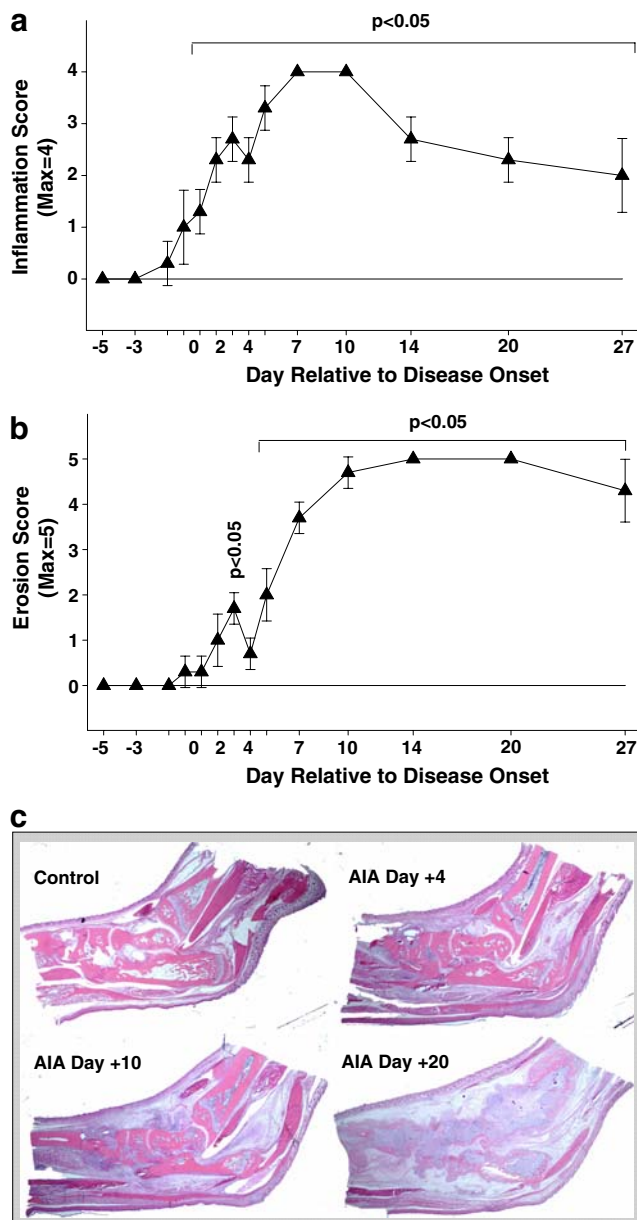 a
p<0.05
Inflammation Score
(Max=4)
4
3
2
1
0
-5 -3 0 2 4 7 10 14 20 27
Day Relative to Disease Onset
b
p<0.05
p<0.05
Erosion Score
(Max=5)
5
4
3
2
1
0
-5 -3 0 2 4 7 10 14 20 27
Day Relative to Disease Onset
c
Control
AIA Day +4
AIA Day +10
AIA Day +20